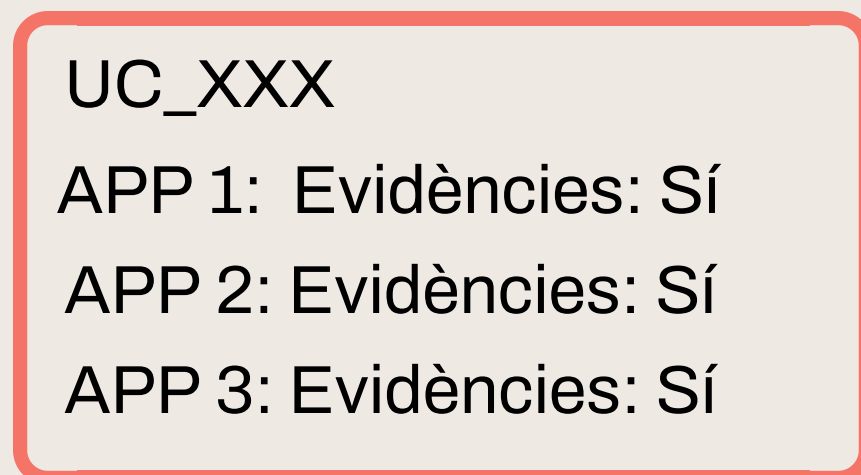 UC_XXX
APP 1: Evidències: Sí
APP 2: Evidències: Sí
APP 3: Evidències: Sí